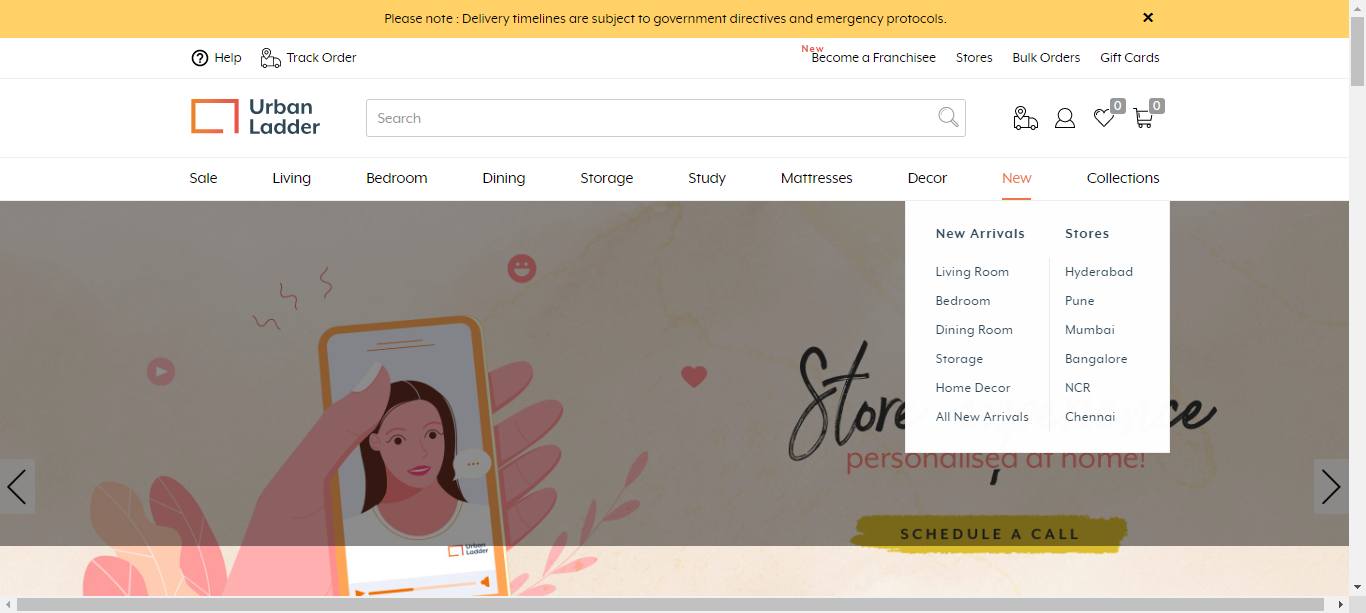 Please note : Delivery timelines are subject to government directives and emergency protocols.
Help
Track Order
New
Become a Franchisee
Stores
Bulk Orders
Gift Cards
Urban
Ladder
Search
0
0
Sale
Living
Bedroom
Dining
Storage
Study
Mattresses
Decor
New
Collections
New Arrivals
Living Room
Bedroom
Dining Room
Storage
Home Decor
All New Arrivals
Stores
Hyderabad
Pune
Mumbai
Bangalore
NCR
Chennai
Store
personalised at home!
SCHEDULE A CALL
Urban
Ladder